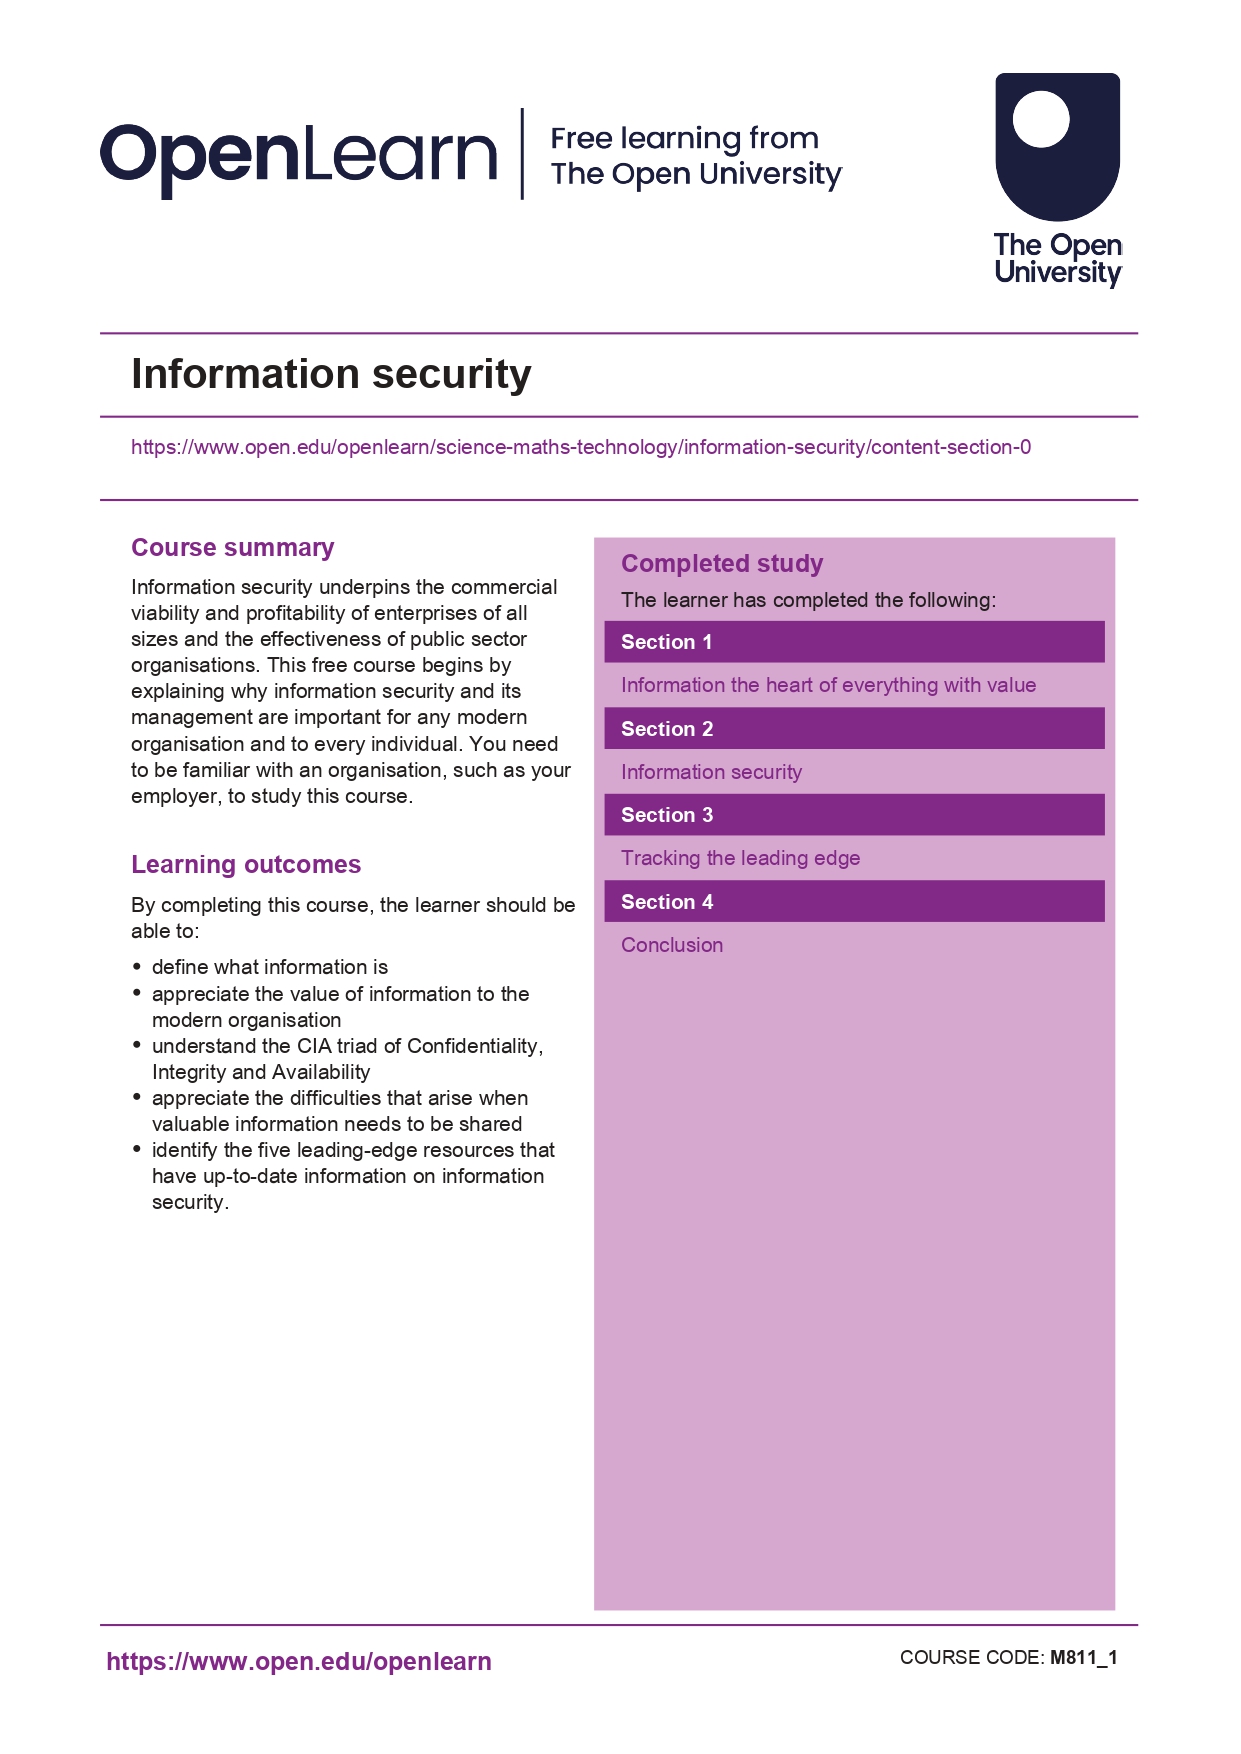 OpenLearn
Free learning from
The Open University
The Open
University
Information security
https://www.open.edu/openlearn/science-maths-technology/information-security/content-section-0
Course summary
Information security underpins the commercial
viability and profitability of enterprises of all
sizes and the effectiveness of public sector
organisations. This free course begins by
explaining why information security and its
management are important for any modern
organisation and to every individual. You need
to be familiar with an organisation, such as your
employer, to study this course.
Learning outcomes
By completing this course, the learner should be
able to:
• define what information is
• appreciate the value of information to the
modern organisation
• understand the CIA triad of Confidentiality,
Integrity and Availability
• appreciate the difficulties that arise when
valuable information needs to be shared
• identify the five leading-edge resources that
have up-to-date information on information
security.
Completed study
The learner has completed the following:
Section 1
Information the heart of everything with value
Section 2
Information security
Section 3
Tracking the leading edge
Section 4
Conclusion
https://www.open.edu/openlearn
COURSE CODE: M811_1